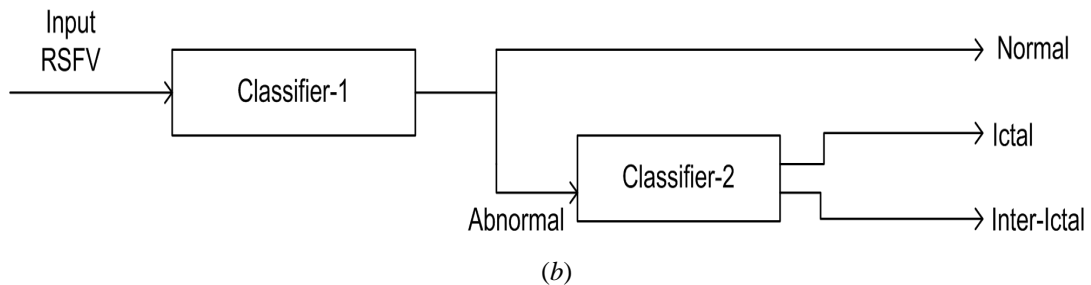 Input
RSFV
Classifier-1
Normal
Ictal
Classifier-2
Abnormal
Inter-Ictal
(b)